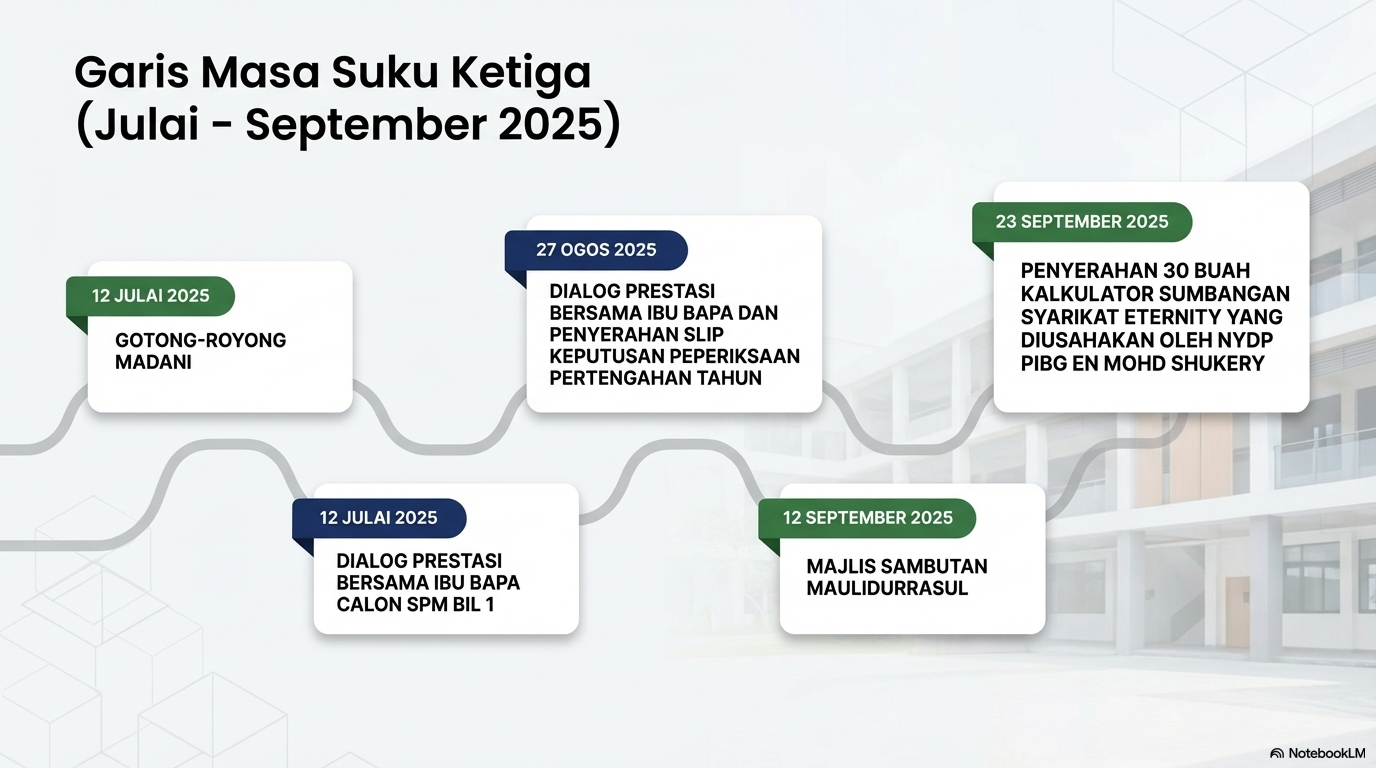 Garis Masa Suku Ketiga
(Julai - September 2025)
12 JULAI 2025
GOTONG-ROYONG
MADANI
12 JULAI 2025
DIALOG PRESTASI
BERSAMA IBU BAPA
CALON SPM BIL 1
27 OGOS 2025
DIALOG PRESTASI
BERSAMA IBU BAPA DAN
PENYERAHAN SLIP
KEPUTUSAN PEPERIKSAAN
PERTENGAHAN TAHUN
12 SEPTEMBER 2025
MAJLIS SAMBUTAN
MAULIDURRASUL
23 SEPTEMBER 2025
PENYERAHAN 30 BUAH
KALKULATOR SUMBANGAN
SYARIKAT ETERNITY YANG
DIUSAHAKAN OLEH NYDP
PIBG EN MOHD SHUKERY
NotebookLM